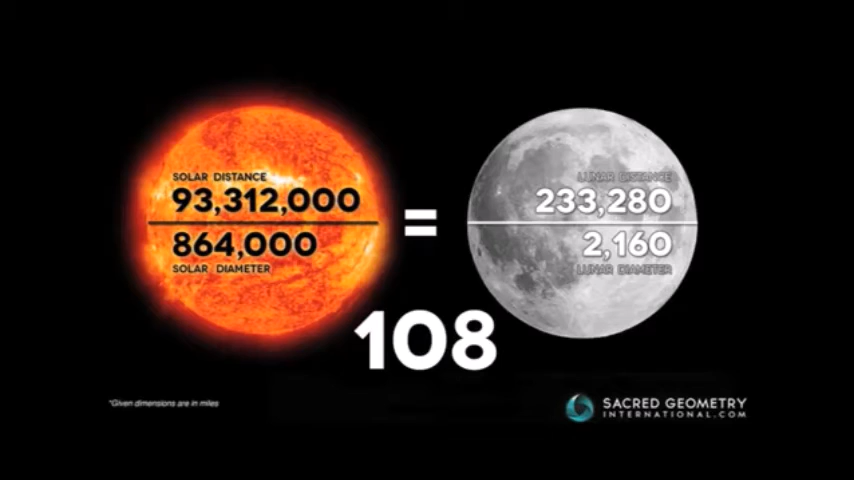 SOLAR DISTANCE
93,312,000
864,000
SOLAR DIAMETER
=
LUNAR DISTANCE
233,280
2,160
LUNAR DIAMETER
108
*Given dimensions are in miles
SACRED GEOMETRY
INTERNATIONAL.COM